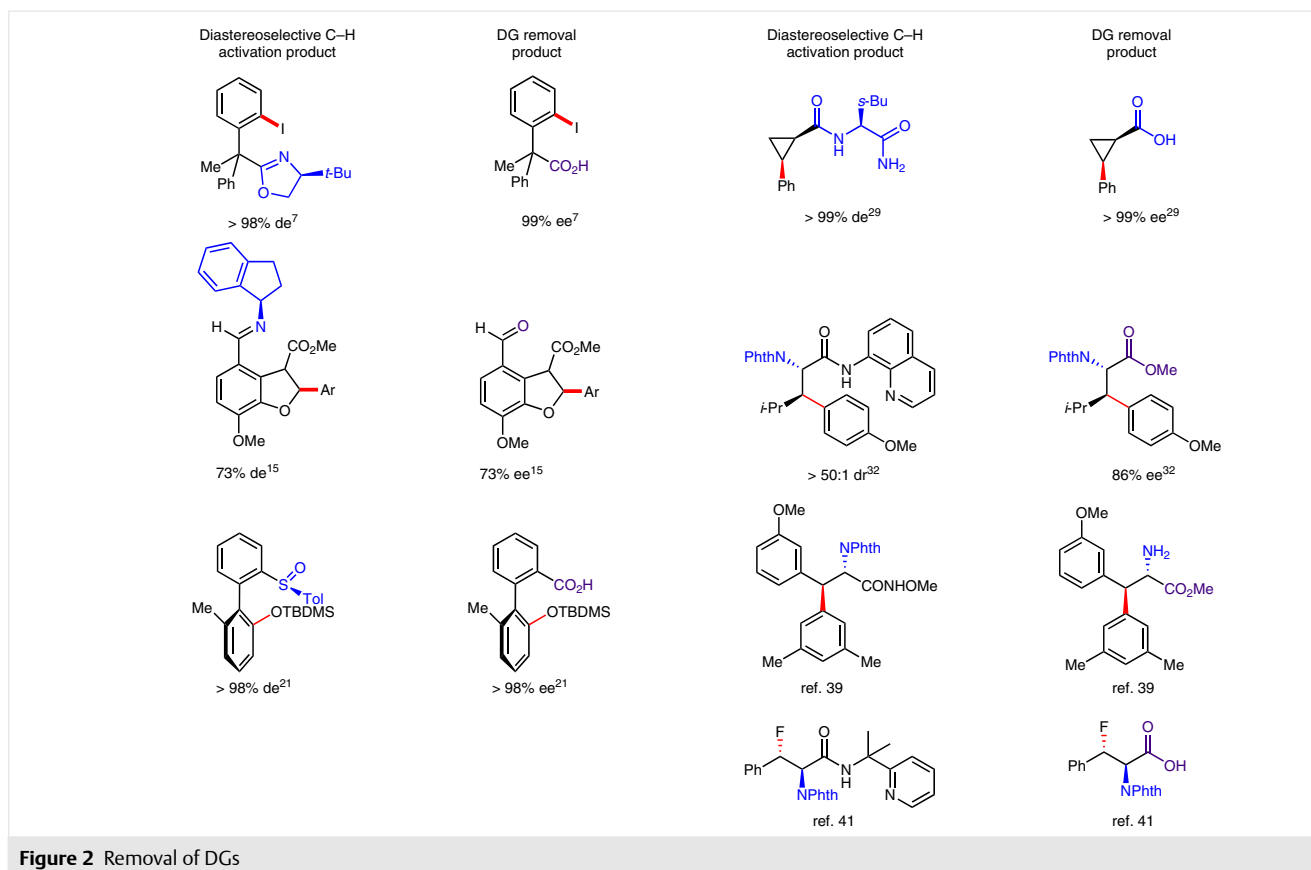 Diastereoselective C–H
activation product
DG removal
product
Diastereoselective C–H
activation product
DG removal
product
I
Me
Ph
N
O
t-Bu
> 98% de7
I
Me
Ph
CO2H
99% ee7
O
N
H
s-Bu
O
NH2
Ph
> 99% de29
O
OH
Ph
> 99% ee29
H
N
CO2Me
Ar
O
OMe
73% de15
H
O
CO2Me
Ar
O
OMe
73% ee15
PhthN
O
N
H
N
i-Pr
OMe
> 50:1 dr32
PhthN
O
OMe
i-Pr
OMe
86% ee32
O
S
Tol
Me
OTBDMS
> 98% de21
CO2H
Me
OTBDMS
> 98% ee21
OMe
NPhth
CONHOMe
Me
Me
ref. 39
OMe
NH2
CO2Me
Me
Me
ref. 39
F
O
Ph
N
H
NPhth
N
ref. 41
F
O
Ph
OH
NPhth
ref. 41
Figure 2 Removal of DGs